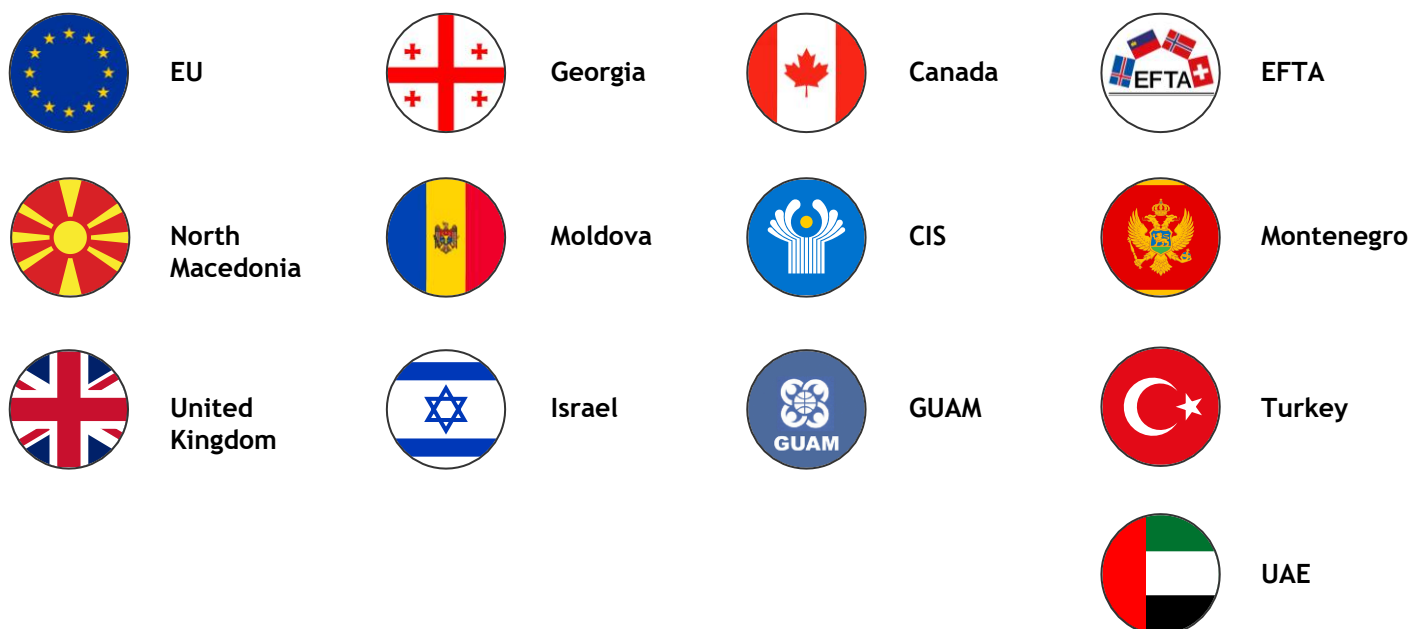 EU
Georgia
Canada
EFTA
EFTA
North
Macedonia
Moldova
CIS
Montenegro
United
Kingdom
Israel
GUAM
GUAM
Turkey
UAE